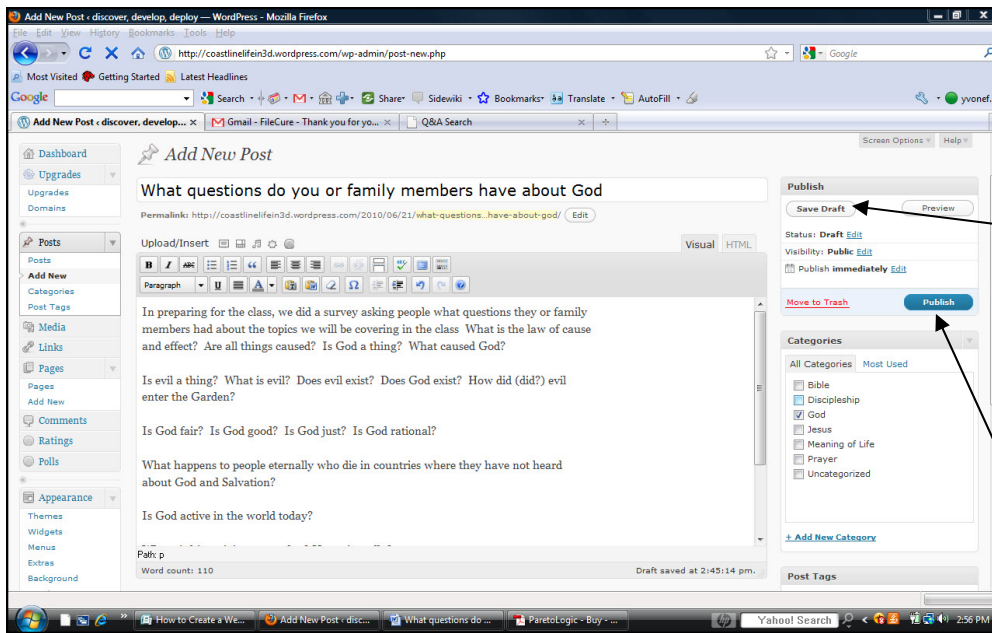 Add New Post ‹ discover, develop, deploy — WordPress - Mozilla Firefox
File Edit View History Bookmarks Tools Help
http://coastlinelifein3d.wordpress.com/wp-admin/post-new.php
Google
Most Visited Getting Started Latest Headlines
Google Search Share Sidewiki Bookmarks Translate AutoFill yvonef.
Add New Post ‹ discover, develop... × Gmail - FileCure - Thank you for yo... × Q&A Search ×
Screen Options Help
Dashboard
Upgrades
Upgrades
Domains
Posts
Posts
Add New
Categories
Post Tags
Media
Links
Pages
Pages
Add New
Comments
Ratings
Polls
Appearance
Themes
Widgets
Menus
Extras
Background
Add New Post
What questions do you or family members have about God
Permalink: http://coastlinelifein3d.wordpress.com/2010/06/21/what-questions...have-about-god/ Edit
Upload/Insert
Visual HTML
B I ABC
Paragraph U A Ω
In preparing for the class, we did a survey asking people what questions they or family
members had about the topics we will be covering in the class What is the law of cause
and effect? Are all things caused? Is God a thing? What caused God?
Is evil a thing? What is evil? Does evil exist? Does God exist? How did (did?) evil
enter the Garden?
Is God fair? Is God good? Is God just? Is God rational?
What happens to people eternally who die in countries where they have not heard
about God and Salvation?
Is God active in the world today?
Path: p
Word count: 110
Draft saved at 2:45:14 pm.
Publish
Save Draft Preview
Status: Draft Edit
Visibility: Public Edit
Publish immediately Edit
Move to Trash Publish
Categories
All Categories Most Used
Bible
Discipleship
God
Jesus
Meaning of Life
Prayer
Uncategorized
+ Add New Category
Post Tags
How to Create a We... Add New Post ‹ disc... What questions do ... ParetoLogic - Buy - ... hp Yahoo! Search 2:56 PM